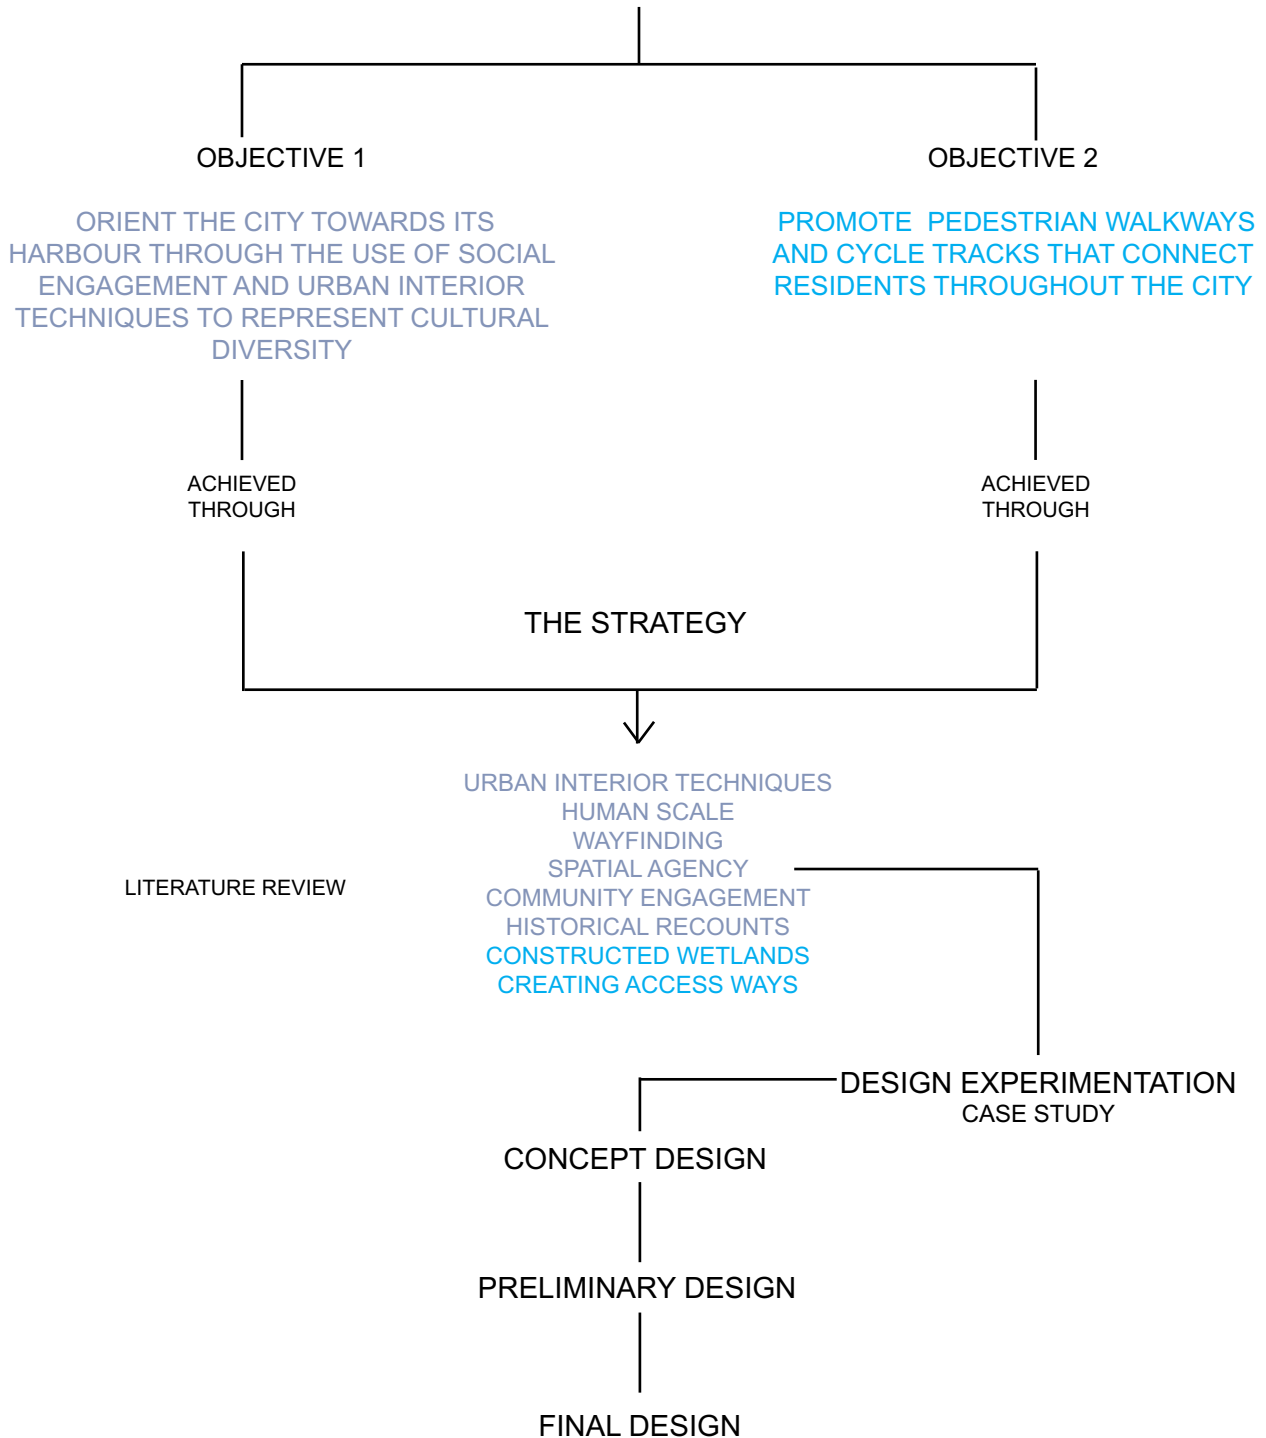 OBJECTIVE 1
ORIENT THE CITY TOWARDS ITS
HARBOUR THROUGH THE USE OF SOCIAL
ENGAGEMENT AND URBAN INTERIOR
TECHNIQUES TO REPRESENT CULTURAL
DIVERSITY
ACHIEVED
THROUGH
OBJECTIVE 2
PROMOTE  PEDESTRIAN WALKWAYS
AND CYCLE TRACKS THAT CONNECT
RESIDENTS THROUGHOUT THE CITY
ACHIEVED
THROUGH
THE STRATEGY
LITERATURE REVIEW
URBAN INTERIOR TECHNIQUES
HUMAN SCALE
WAYFINDING
SPATIAL AGENCY
COMMUNITY ENGAGEMENT
HISTORICAL RECOUNTS
CONSTRUCTED WETLANDS
CREATING ACCESS WAYS
DESIGN EXPERIMENTATION
CASE STUDY
CONCEPT DESIGN
PRELIMINARY DESIGN
FINAL DESIGN